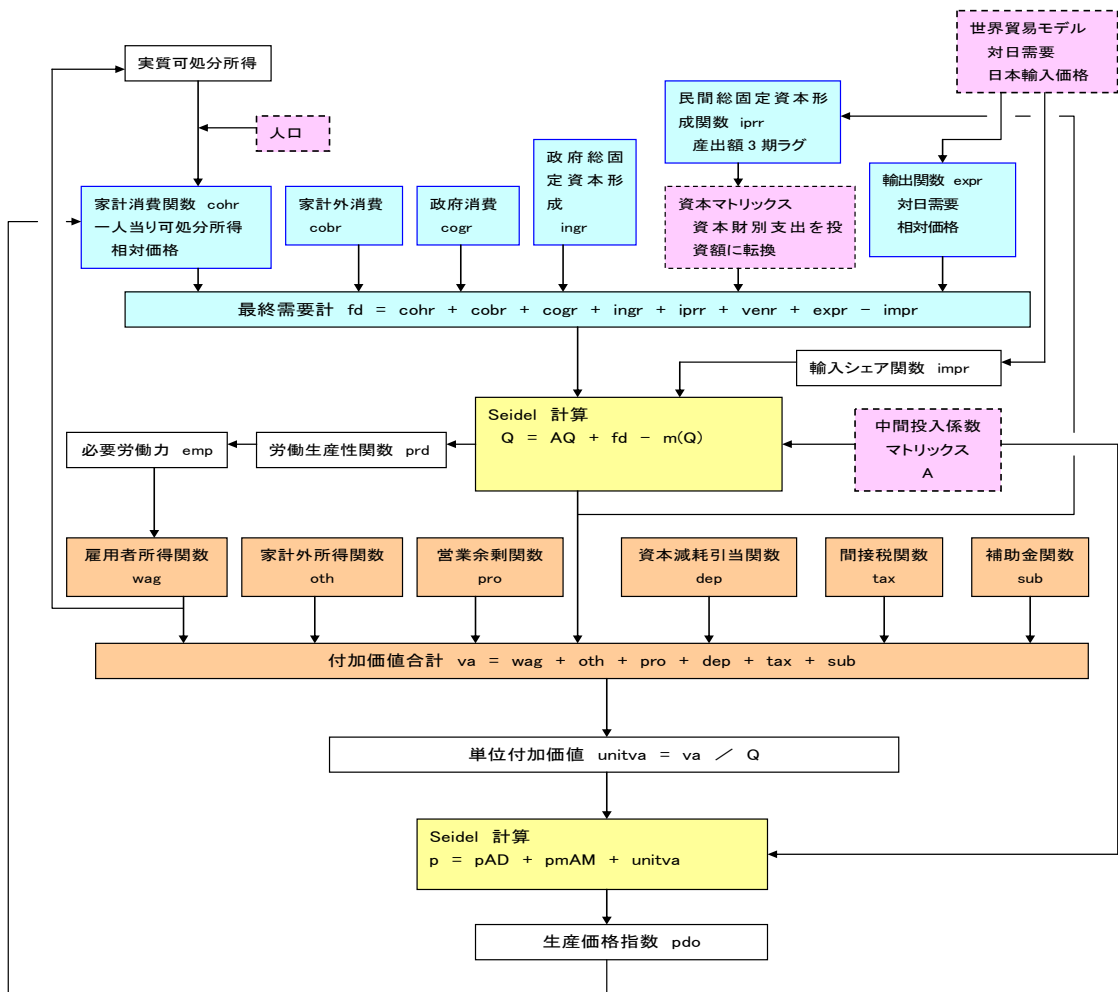 世界貿易モデル
対日需要
日本輸入価格
実質可処分所得
人口
民間総固定資本形
成関数 iprr
産出額 3 期ラグ
政府総固
定資本形
成
ingr
輸出関数 expr
対日需要
相対価格
家計消費関数 cohr
一人当り可処分所得
相対価格
家計外消費
cobr
政府消費
cogr
資本マトリックス
資本財別支出を投
資額に転換
最終需要計 fd = cohr + cobr + cogr + ingr + iprr + venr + expr − impr
輸入シェア関数 impr
Seidel 計算
Q = AQ + fd − m(Q)
中間投入係数
マトリックス
A
必要労働力 emp
労働生産性関数 prd
雇用者所得関数
wag
家計外所得関数
oth
営業余剰関数
pro
資本減耗引当関数
dep
間接税関数
tax
補助金関数
sub
付加価値合計 va = wag + oth + pro + dep + tax + sub
単位付加価値 unitva = va ／ Q
Seidel 計算
p = pAD + pmAM + unitva
生産価格指数 pdo